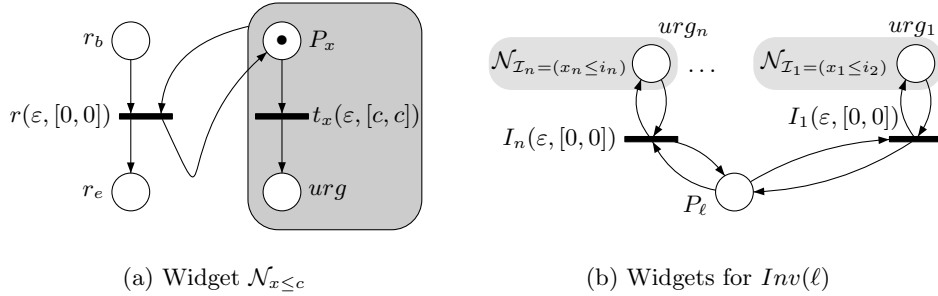 r_b
P_x
r(ε, [0, 0])
t_x(ε, [c, c])
r_e
urg
(a) Widget 𝒩_{x≤c}
urg_n
urg_1
𝒩_{ℐ_n=(x_n≤i_n)}
...
𝒩_{ℐ_1=(x_1≤i_2)}
I_n(ε, [0, 0])
I_1(ε, [0, 0])
P_ℓ
(b) Widgets for Inv(ℓ)